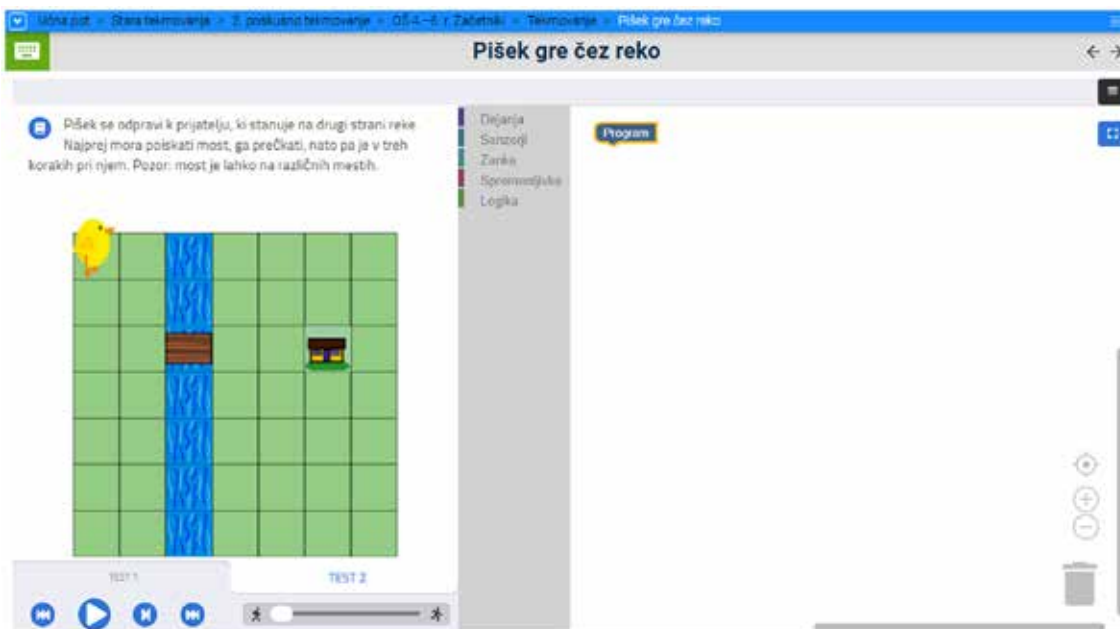 Učna pot > Stara tekmovanja > 2. poskusno tekmovanje > OŠ 4.–6. r. Začetniki > Tekmovanje > Pišek gre čez reko
Pišek gre čez reko
Pišek se odpravi k prijatelju, ki stanuje na drugi strani reke.
Najprej mora poiskati most, ga prečkati, nato pa je v treh
korakih pri njem. Pozor: most je lahko na različnih mestih.
Dejanja
Senzorji
Zanke
Spremenljivke
Logika
Program
TEST 1
TEST 2